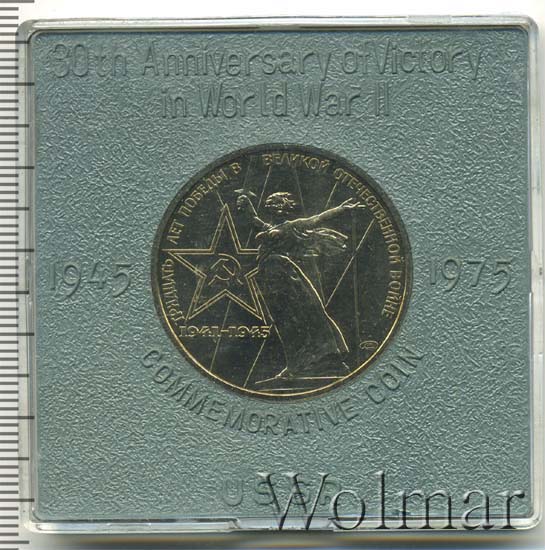 30th Anniversary of Victory
in World War II
ТРИДЦАТЬ ЛЕТ ПОБЕДЫ В ВЕЛИКОЙ ОТЕЧЕСТВЕННОЙ ВОЙНЕ
1945
1975
1941-1945
COMMEMORATIVE COIN
USSR
Wolmar